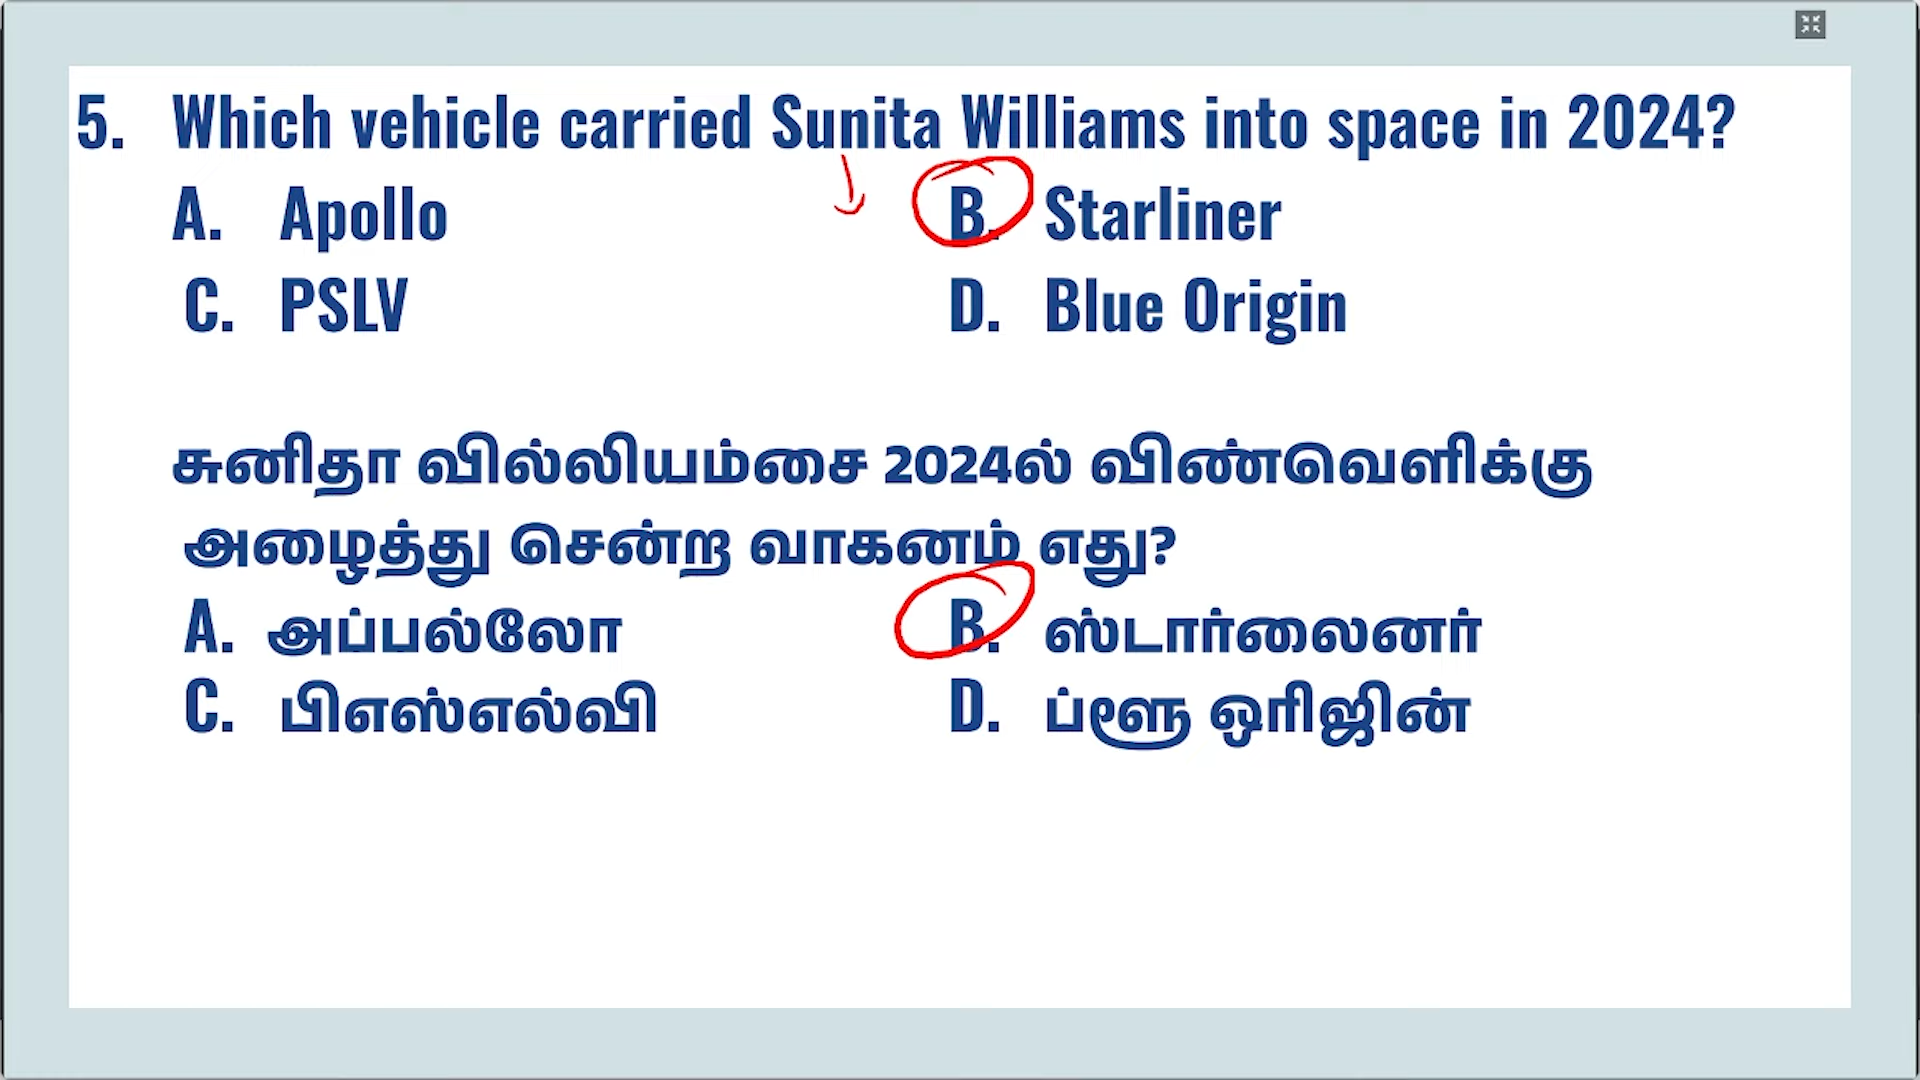 5. Which vehicle carried Sunita Williams into space in 2024?
A. Apollo B. Starliner
C. PSLV D. Blue Origin
சுனிதா வில்லியம்சை 2024ல் விண்வெளிக்கு
அழைத்து சென்ற வாகனம் எது?
A. அப்பல்லோ B. ஸ்டார்லைனர்
C. பிஎஸ்எல்வி D. ப்ளூ ஒரிஜின்